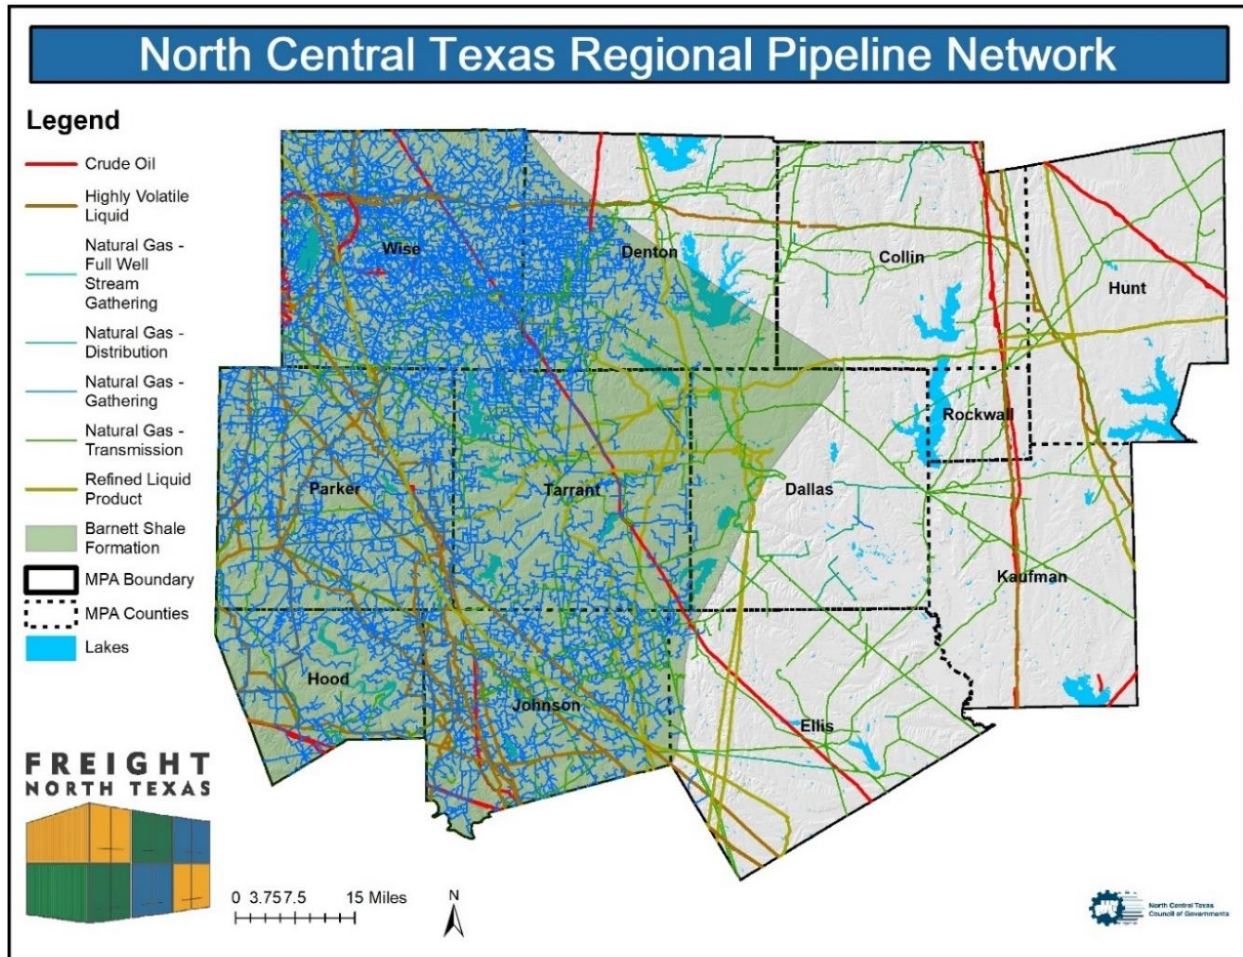 North Central Texas Regional Pipeline Network
Legend
Crude Oil
Highly Volatile
Liquid
Natural Gas -
Full Well
Stream
Gathering
Natural Gas -
Distribution
Natural Gas -
Gathering
Natural Gas -
Transmission
Refined Liquid
Product
Barnett Shale
Formation
MPA Boundary
MPA Counties
Lakes
Wise
Denton
Collin
Hunt
Rockwall
Parker
Tarrant
Dallas
Kaufman
Hood
Johnson
Ellis
FREIGHT
NORTH TEXAS
0 3.75 7.5 15 Miles
N
North Central Texas
Council of Governments